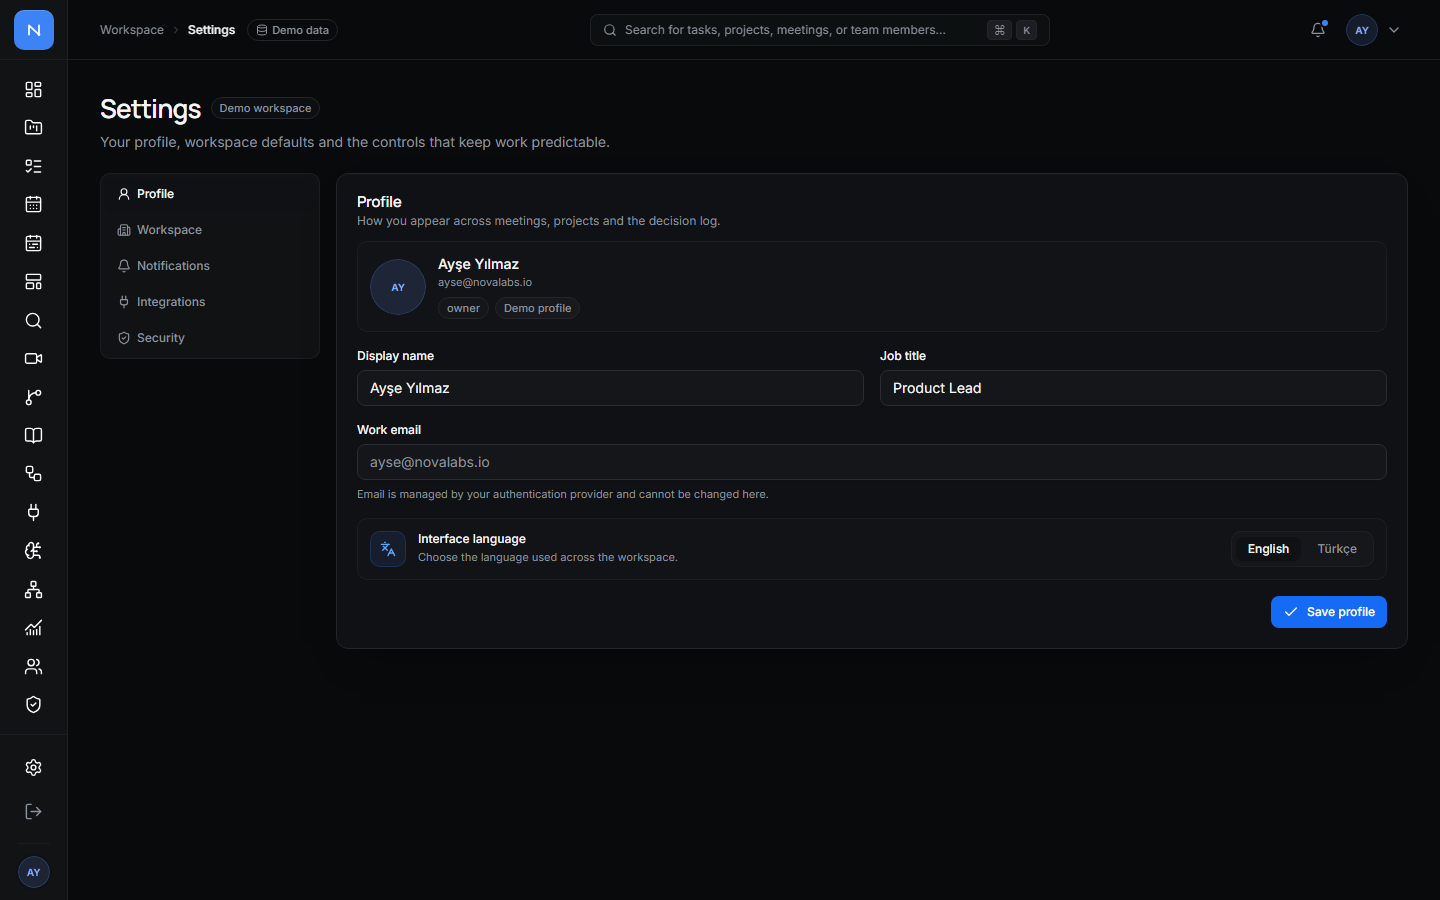 N
Workspace
Settings
Demo data
Search for tasks, projects, meetings, or team members...
⌘ K
AY
Settings
Demo workspace
Your profile, workspace defaults and the controls that keep work predictable.
Profile
Workspace
Notifications
Integrations
Security
Profile
How you appear across meetings, projects and the decision log.
AY
Ayşe Yılmaz
ayse@novalabs.io
owner
Demo profile
Display name
Ayşe Yılmaz
Job title
Product Lead
Work email
ayse@novalabs.io
Email is managed by your authentication provider and cannot be changed here.
Interface language
Choose the language used across the workspace.
English
Türkçe
Save profile
AY